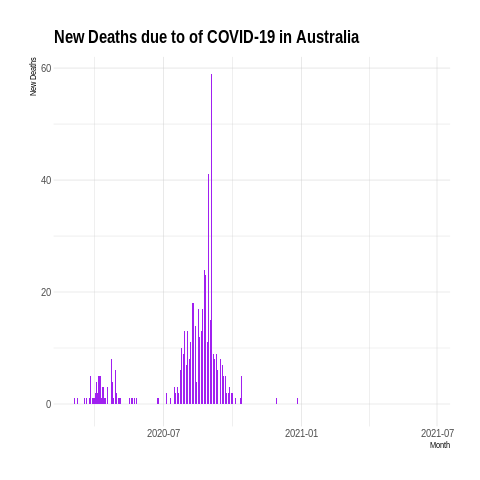 New Deaths due to of COVID-19 in Australia
New Deaths
60
40
20
0
2020-07
2021-01
2021-07
Month